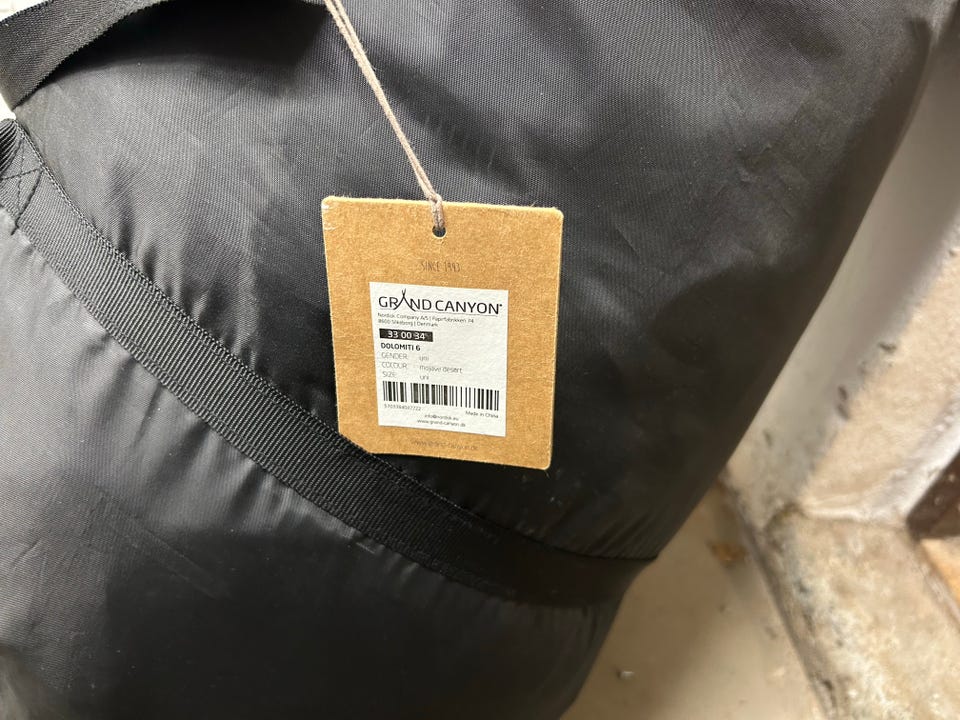 SINCE 1993
GRAND CANYON
Nordisk Company A/S | Papirfabrikken 74
8600 Silkeborg | Denmark
33 00 34
DOLOMITI 6
GENDER: uni
COLOUR: mojave desert
SIZE: uni
Made in China
info@nordisk.eu
www.grand-canyon.dk